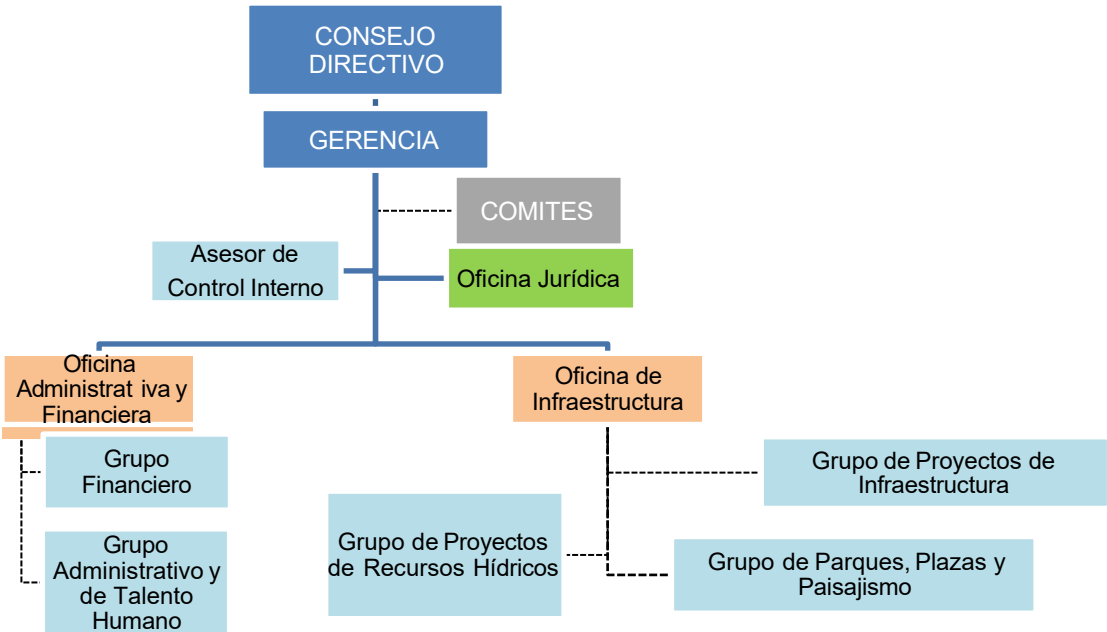 CONSEJO
DIRECTIVO
GERENCIA
COMITES
Asesor de
Control Interno
Oficina Jurídica
Oficina
Administrat iva y
Financiera
Oficina de
Infraestructura
Grupo
Financiero
Grupo de Proyectos de
Infraestructura
Grupo de Proyectos
de Recursos Hídricos
Grupo
Administrativo y
de Talento
Humano
Grupo de Parques, Plazas y
Paisajismo